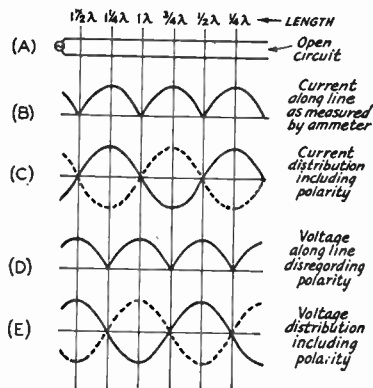 1½λ 1¼λ 1λ ¾λ ½λ ¼λ ← LENGTH
(A)
Open
circuit
(B)
Current
along line
as measured
by ammeter
(C)
Current
distribution
including
polarity
(D)
Voltage
along line
disregarding
polarity
(E)
Voltage
distribution
including
polarity